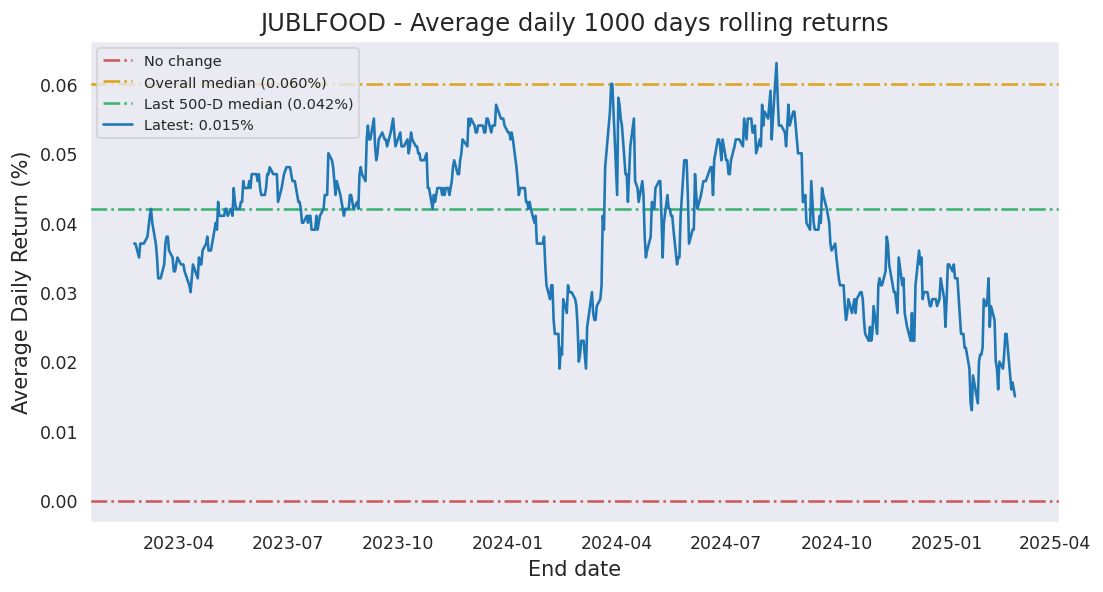 JUBLFOOD - Average daily 1000 days rolling returns
No change
Overall median (0.060%)
Last 500-D median (0.042%)
Latest: 0.015%
Average Daily Return (%)
0.06
0.05
0.04
0.03
0.02
0.01
0.00
2023-04 2023-07 2023-10 2024-01 2024-04 2024-07 2024-10 2025-01 2025-04
End date